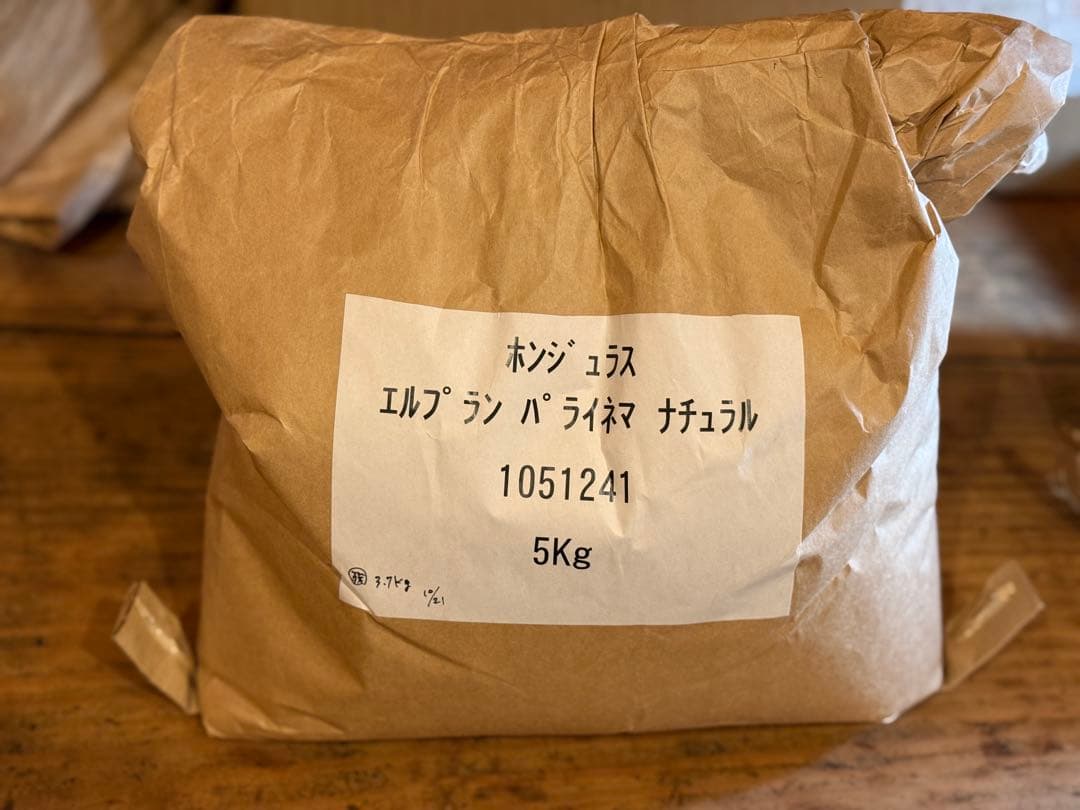 ﾎﾝｼﾞｭﾗｽ
ｴﾙﾌﾟﾗﾝ ﾊﾟﾗｲﾈﾏ ﾅﾁｭﾗﾙ
1051241
5Kg
残 3.7kg 10/21